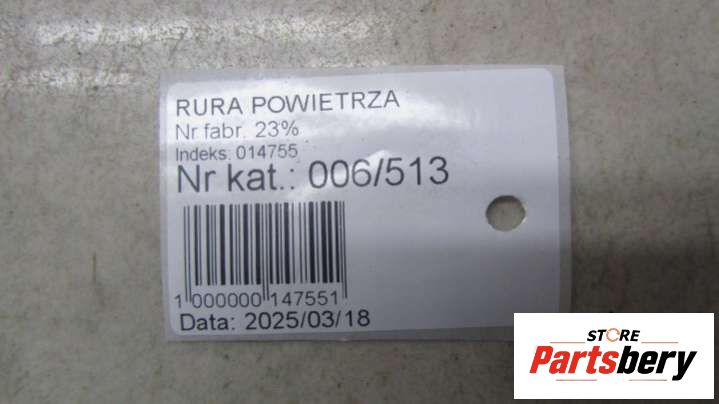 RURA POWIETRZA
Nr fabr. 23%
Indeks: 014755
Nr kat.: 006/513
1 000000 147551
Data: 2025/03/18
STORE
Partsbery